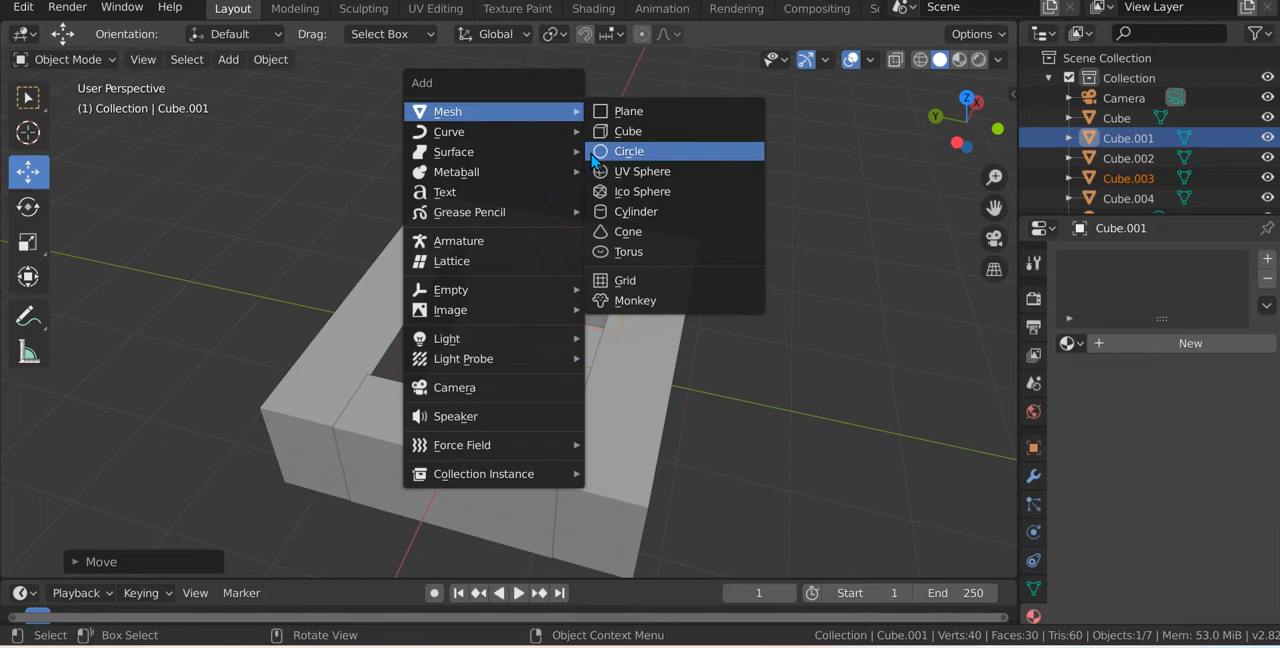 Edit Render Window Help Layout Modeling Sculpting UV Editing Texture Paint Shading Animation Rendering Compositing Sc Scene View Layer
Orientation: Default Drag: Select Box Global Options
Object Mode View Select Add Object
User Perspective
(1) Collection | Cube.001
Add
Mesh
Curve
Surface
Metaball
Text
Grease Pencil
Armature
Lattice
Empty
Image
Light
Light Probe
Camera
Speaker
Force Field
Collection Instance
Plane
Cube
Circle
UV Sphere
Ico Sphere
Cylinder
Cone
Torus
Grid
Monkey
Z
X
Y
Scene Collection
Collection
Camera
Cube
Cube.001
Cube.002
Cube.003
Cube.004
Cube.001
New
Move
Playback Keying View Marker 1 Start 1 End 250
Select Box Select Rotate View Object Context Menu Collection | Cube.001 | Verts:40 | Faces:30 | Tris:60 | Objects:1/7 | Mem: 53.0 MiB | v2.82